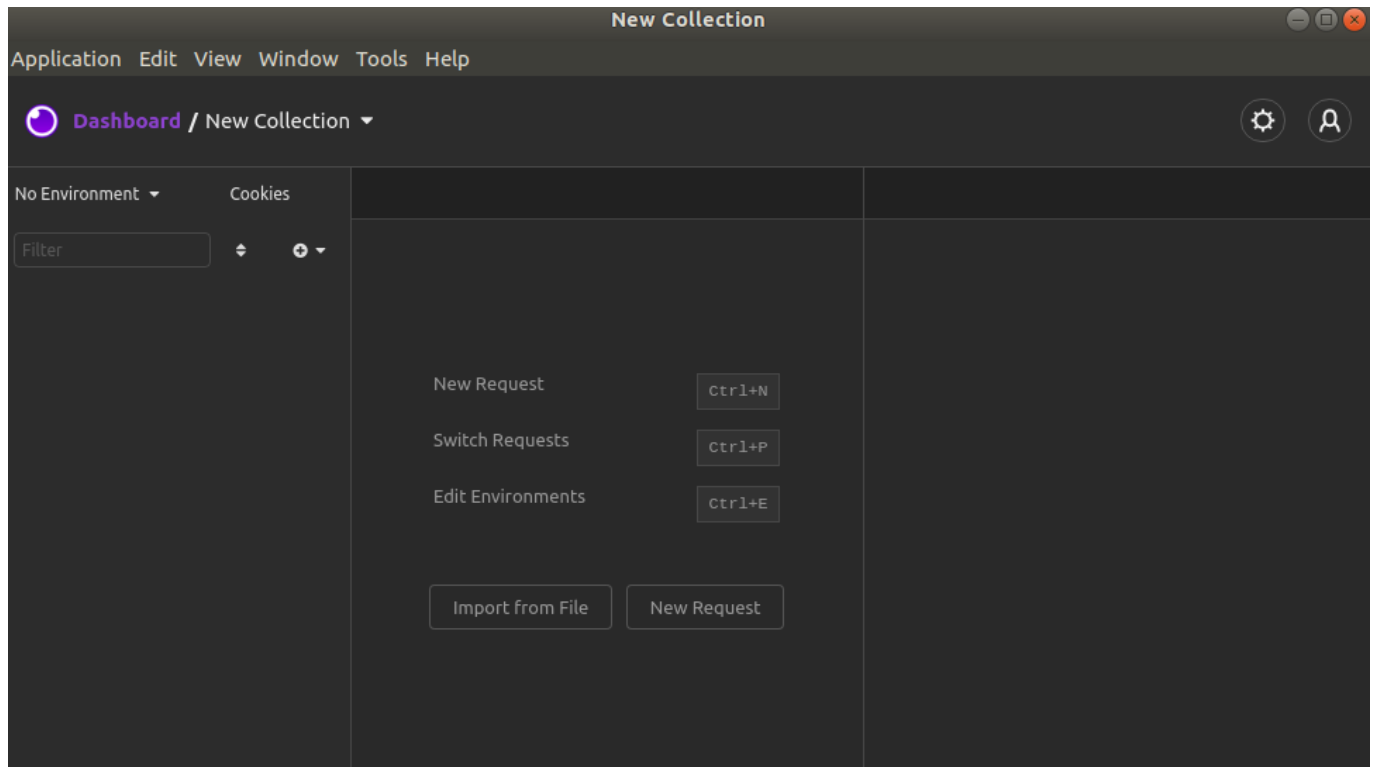 New Collection
Application Edit View Window Tools Help
Dashboard / New Collection
No Environment Cookies
Filter
New Request Ctrl+N
Switch Requests Ctrl+P
Edit Environments Ctrl+E
Import from File New Request